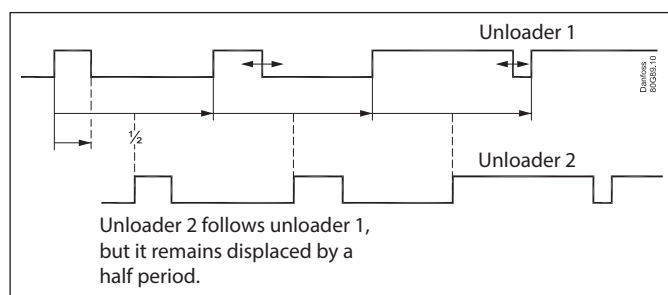 Unloader 1
Danfoss
80G89.10
½
Unloader 2
Unloader 2 follows unloader 1,
but it remains displaced by a
half period.